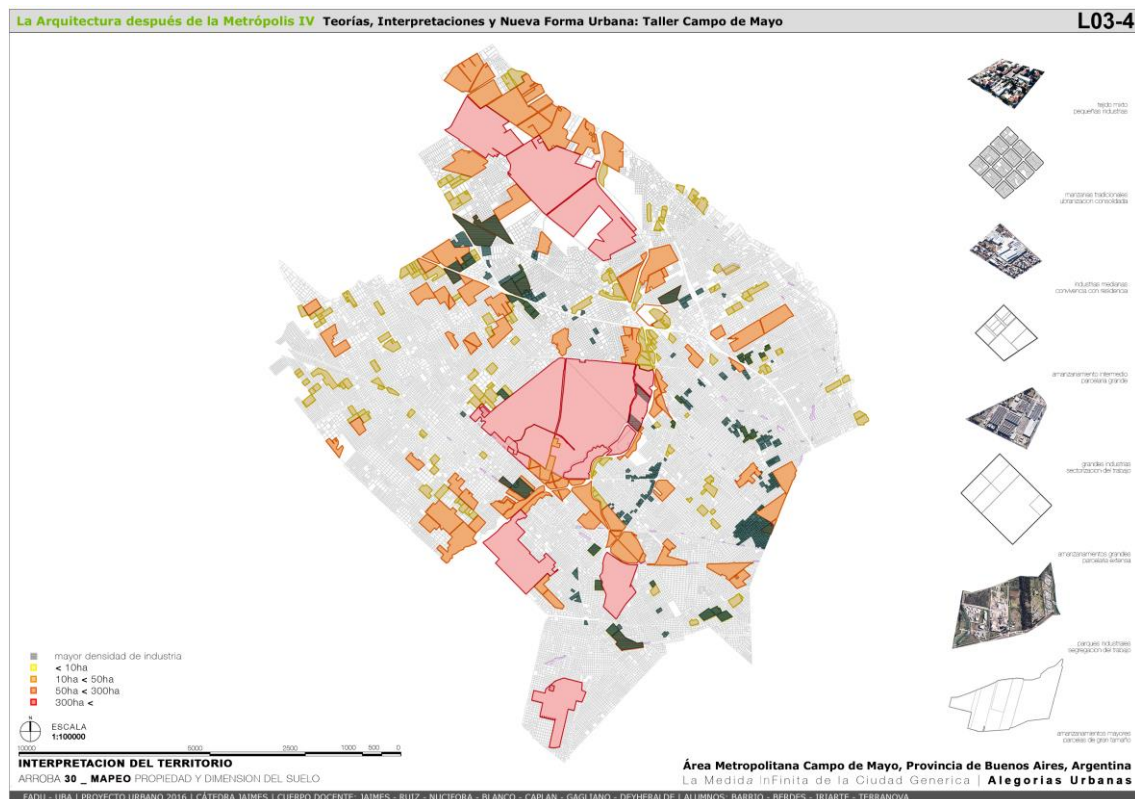 La Arquitectura después de la Metrópolis IV Teorías, Interpretaciones y Nueva Forma Urbana: Taller Campo de Mayo
L03-4
tejido mixto
pequeñas industrias
manzanas tradicionales
urbanizacion consolidada
industrias medianas
convivencia con residencia
amanzanamiento intermedio
parcelaria grande
grandes industrias
sectorizacion del trabajo
amanzanamientos grandes
parcelaria extensa
parques industriales
segregacion del trabajo
amanzanamientos mayores
parcelas de gran tamaño
mayor densidad de industria
< 10ha
10ha < 50ha
50ha < 300ha
300ha <
N
ESCALA
1:100000
10000 5000 2500 1000 500 0
INTERPRETACION DEL TERRITORIO
ARROBA 30 _ MAPEO PROPIEDAD Y DIMENSION DEL SUELO
Área Metropolitana Campo de Mayo, Provincia de Buenos Aires, Argentina
La Medida InFinita de la Ciudad Generica | Alegorias Urbanas
FADU - UBA | PROYECTO URBANO 2016 | CÁTEDRA JAIMES | CUERPO DOCENTE: JAIMES - RUIZ - NUCIFORA - BLANCO - CAPLAN - GAGLIANO - DEYHERALDE | ALUMNOS: BARRIO - BERDES - IRIARTE - TERRANOVA